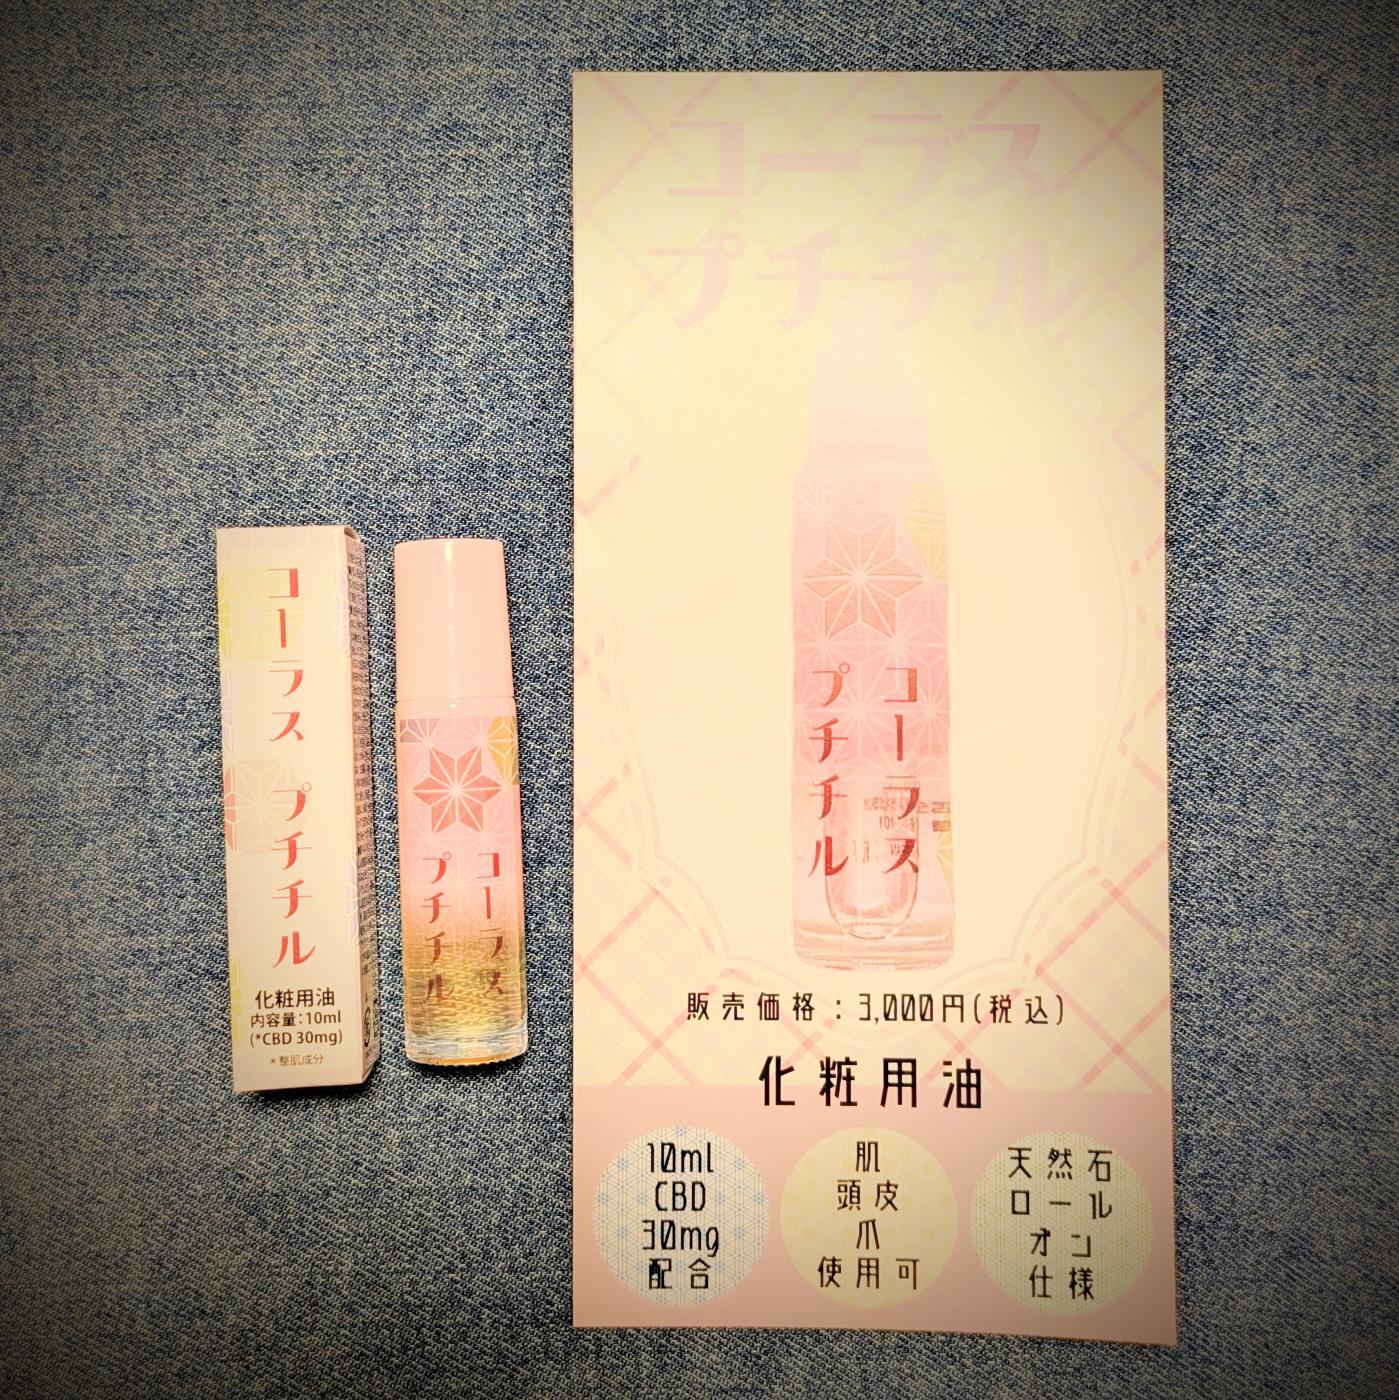 コーラス プチチル
化粧用油
内容量：10ml
(*CBD 30mg)
＊整肌成分
コーラス
プチチル
コーラス
プチチル
コーラス
プチチル
販売価格：3,000円(税込)
化粧用油
10ml
CBD
30mg
配合
肌
頭皮
爪
使用可
天然石
ロール
オン
仕様